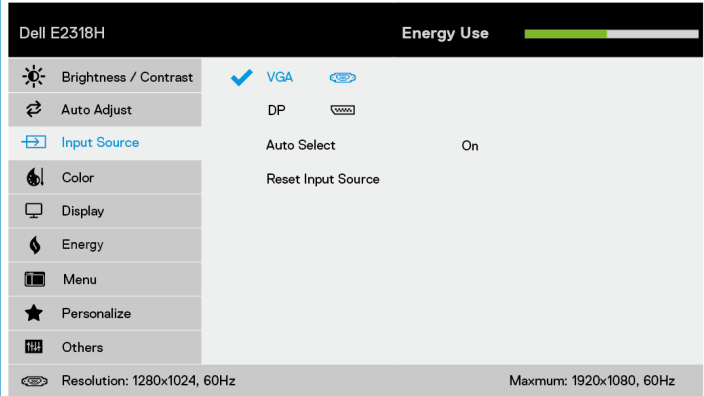 Dell E2318H Energy Use
Brightness / Contrast VGA
Auto Adjust DP
Input Source Auto Select On
Color Reset Input Source
Display
Energy
Menu
Personalize
Others
Resolution: 1280x1024, 60Hz Maxmum: 1920x1080, 60Hz